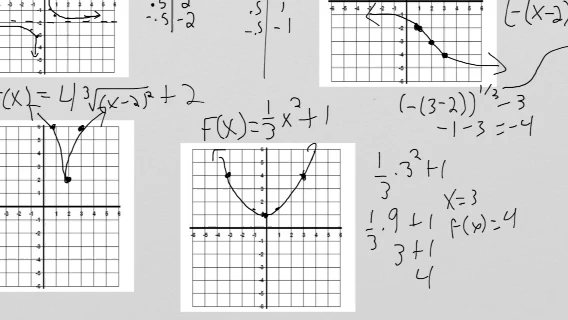 .5 | 2
-.5 | -2
.5 | 1
-.5 | -1
[-(x-2)
(x) = 4 ∛(x-2)² + 2
F(x) = 1/3 x² + 1
(-(3-2))^1/3 - 3
-1-3 = -4
1/3 · 3² + 1
x = 3
1/3 · 9 + 1
f(x) = 4
3 + 1
4